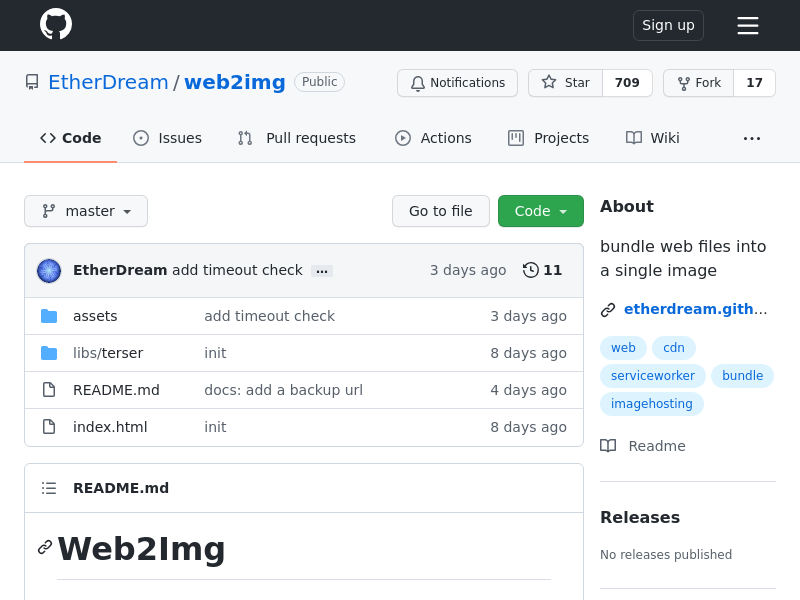 Sign up
EtherDream / web2img Public
Notifications Star 709 Fork 17
Code Issues Pull requests Actions Projects Wiki ...
master Go to file Code
EtherDream add timeout check ... 3 days ago 11
assets add timeout check 3 days ago
libs/terser init 8 days ago
README.md docs: add a backup url 4 days ago
index.html init 8 days ago
README.md
Web2Img
About
bundle web files into
a single image
etherdream.gith...
web cdn
serviceworker bundle
imagehosting
Readme
Releases
No releases published